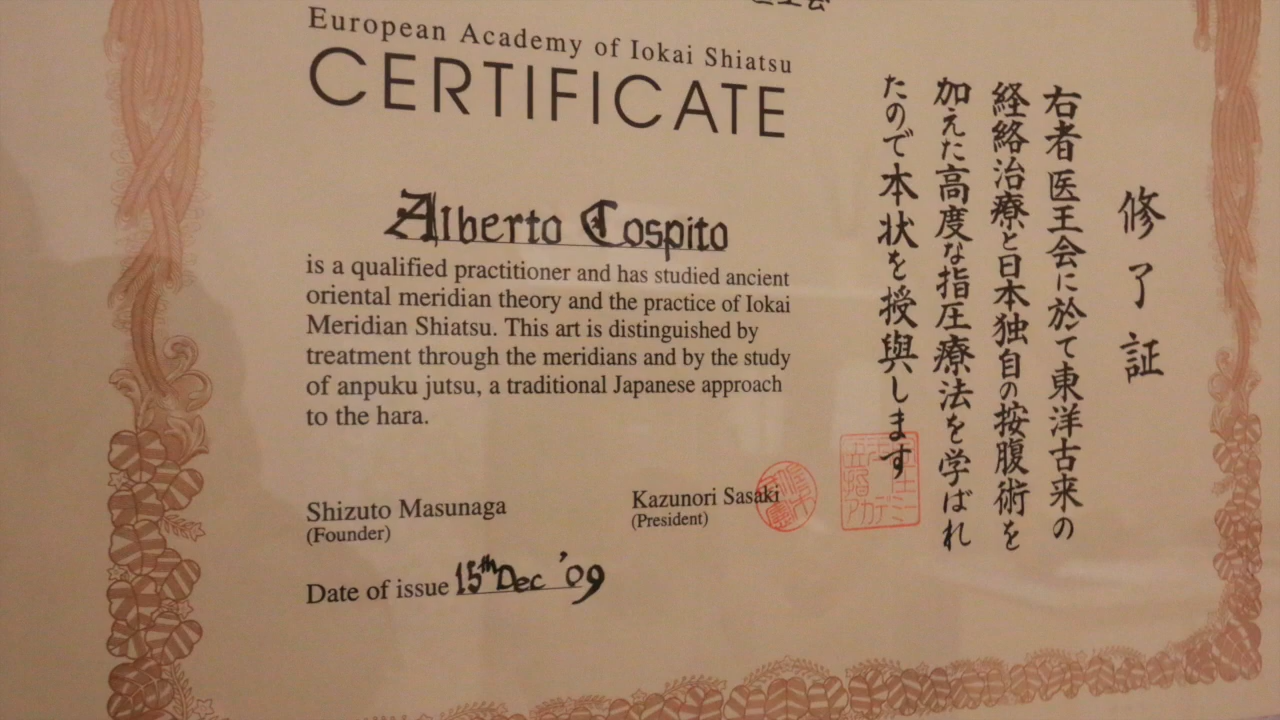 European Academy of Iokai Shiatsu
CERTIFICATE
Alberto Cospito
is a qualified practitioner and has studied ancient
oriental meridian theory and the practice of Iokai
Meridian Shiatsu. This art is distinguished by
treatment through the meridians and by the study
of anpuku jutsu, a traditional Japanese approach
to the hara.
Shizuto Masunaga
(Founder)
Kazunori Sasaki
(President)
Date of issue 15th Dec '09
修了証
右者医王会に於て東洋古来の
経絡治療と日本独自の按腹術を
加えた高度な指圧療法を学ばれ
たので本状を授與します